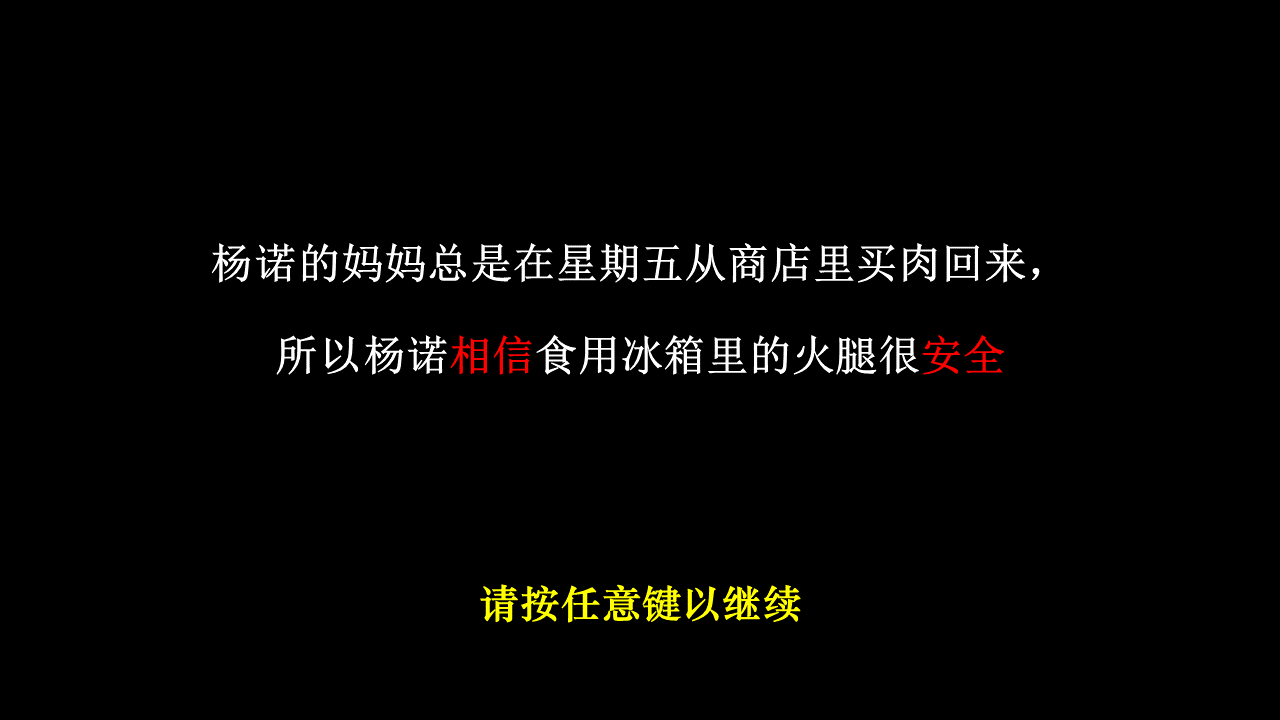 杨诺的妈妈总是在星期五从商店里买肉回来，
所以杨诺相信食用冰箱里的火腿很安全
请按任意键以继续